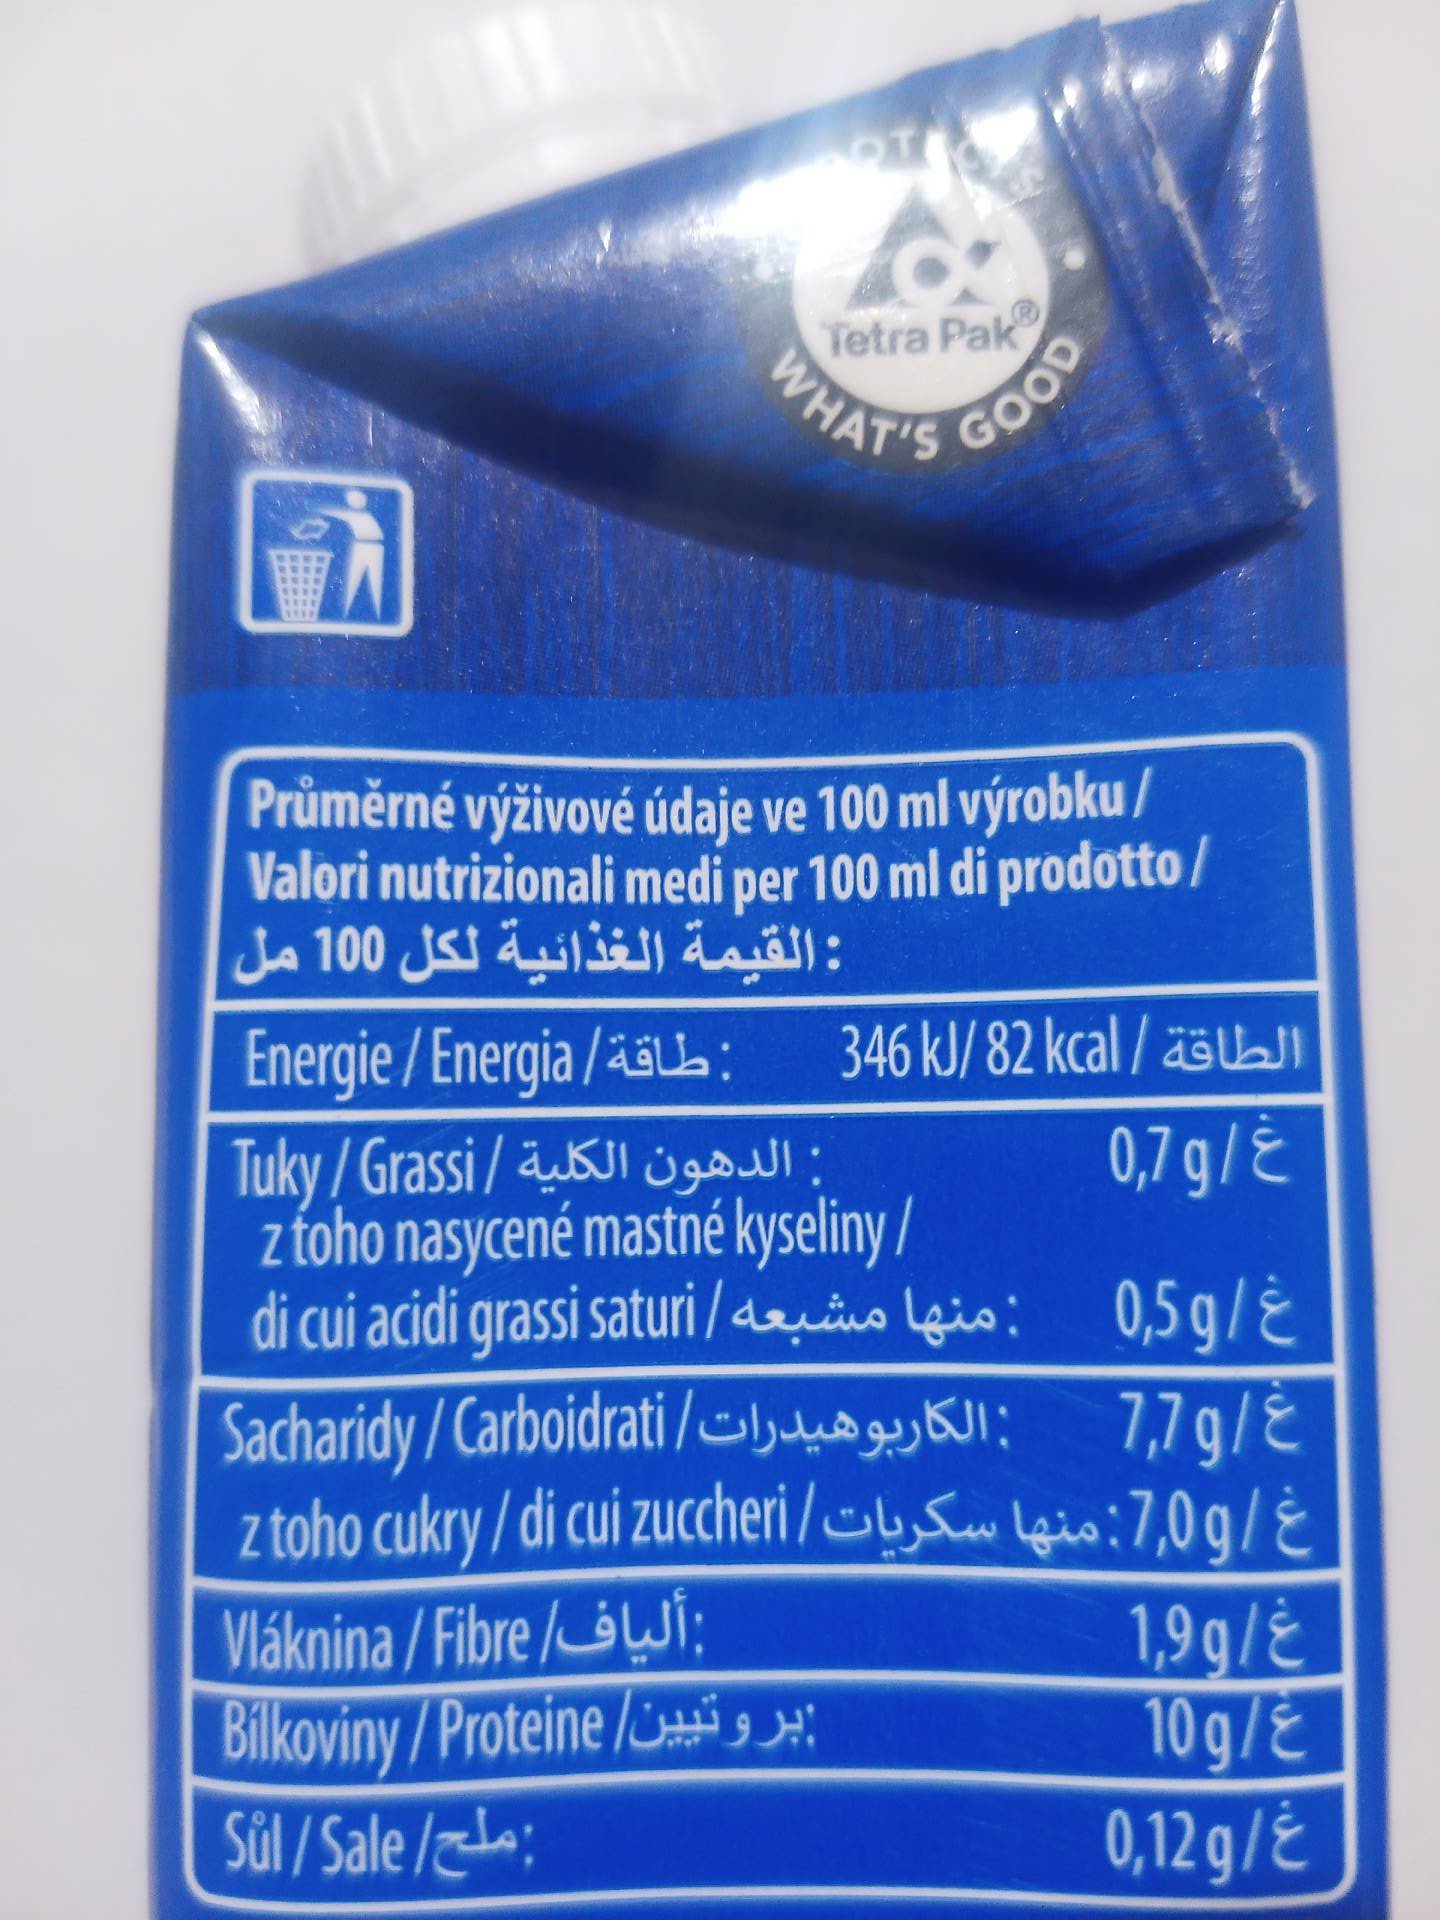 Tetra Pak®
WHAT'S GOOD
Průměrné výživové údaje ve 100 ml výrobku /
Valori nutrizionali medi per 100 ml di prodotto /
القيمة الغذائية لكل 100 مل:
Energie / Energia / طاقة: 346 kJ/ 82 kcal / الطاقة
Tuky / Grassi / الدهون الكلية: 0,7 g/غ
z toho nasycené mastné kyseliny /
di cui acidi grassi saturi / منها مشبعه: 0,5 g/غ
Sacharidy / Carboidrati / الكاربوهيدرات: 7,7 g/غ
z toho cukry / di cui zuccheri / منها سكريات: 7,0 g/غ
Vláknina / Fibre /ألياف: 1,9 g/غ
Bílkoviny / Proteine /بروتيين: 10 g/غ
Sůl / Sale /ملح: 0,12 g/غ